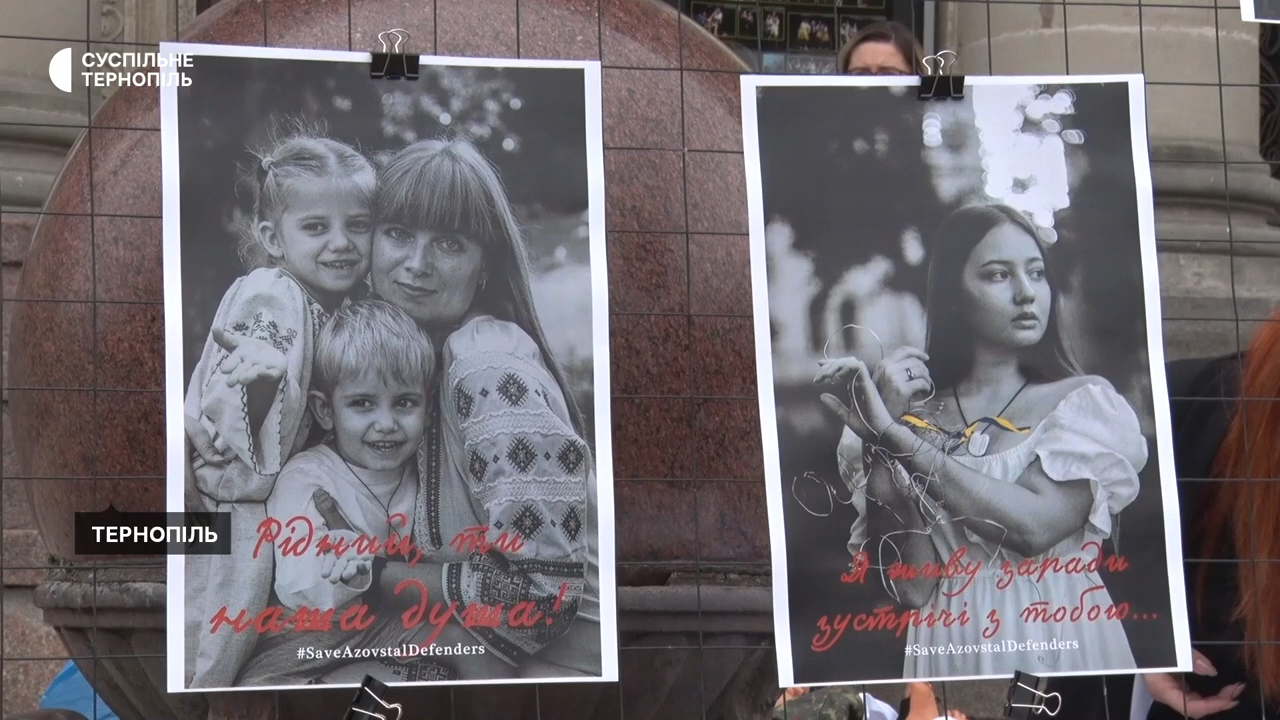 СУСПІЛЬНЕ
ТЕРНОПІЛЬ
ТЕРНОПІЛЬ
Рідний, ти
наша душа!
#SaveAzovstalDefenders
Я живу заради
зустрічі з тобою...
#SaveAzovstalDefenders